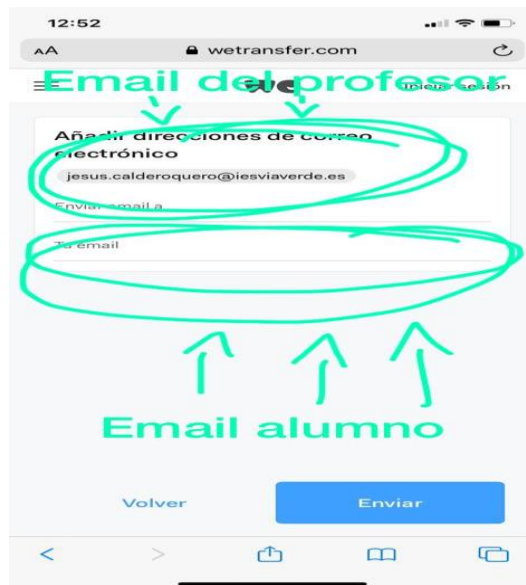 12:52
AA wetransfer.com
Email del profesor
we Iniciar sesión
Añadir direcciones de correo
electrónico
jesus.calderoquero@iesviaverde.es
Enviar email a
Tu email
Email alumno
Volver Enviar